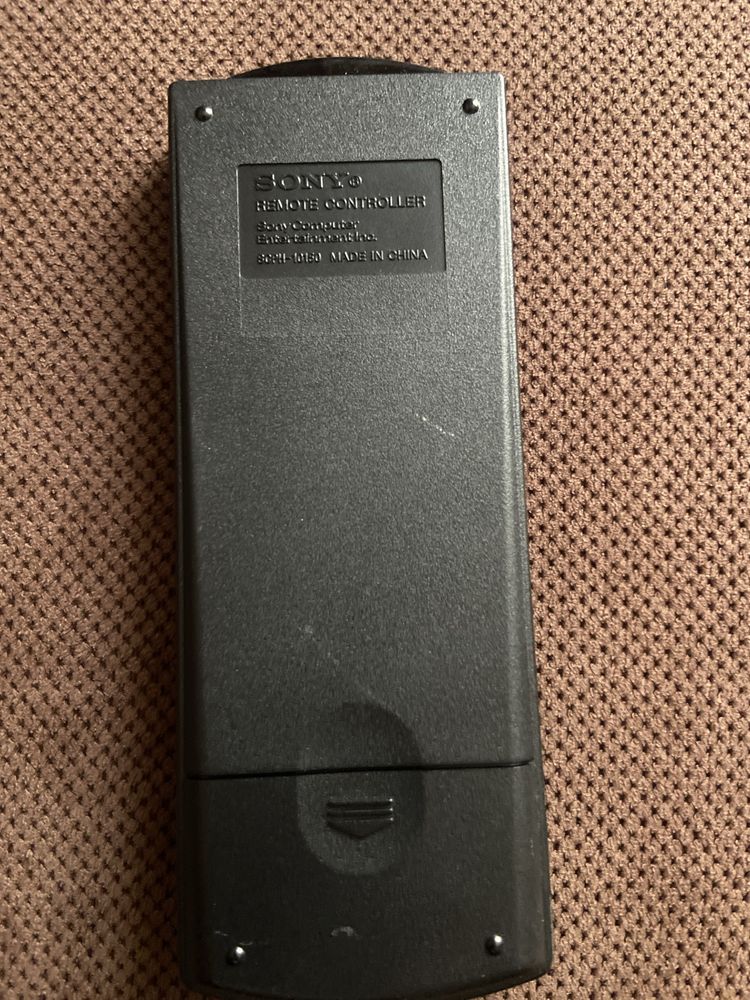 SONY®
REMOTE CONTROLLER
Sony Computer
Entertainment Inc.
SCPH-10150 MADE IN CHINA